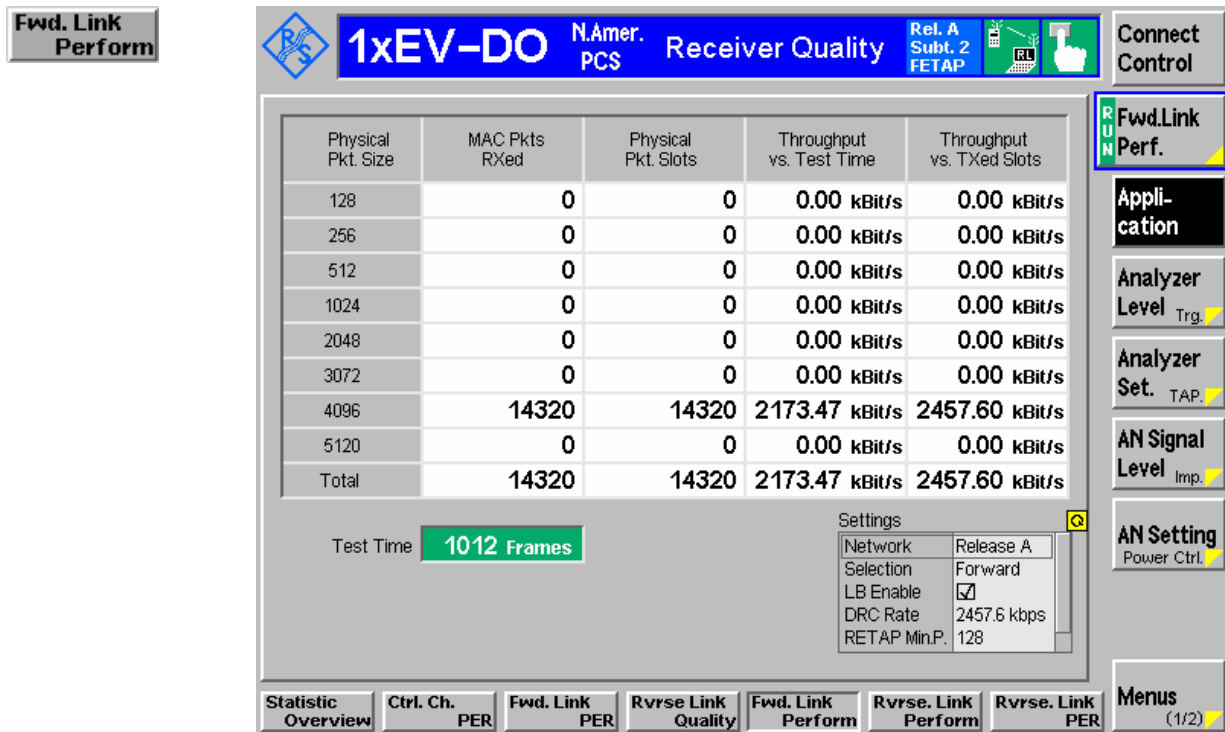 Fwd. Link
Perform
R&S
1xEV-DO
N.Amer.
PCS
Receiver Quality
Rel. A
Subt. 2
FETAP
RL
Connect
Control
Physical
Pkt. Size
MAC Pkts
RXed
Physical
Pkt. Slots
Throughput
vs. Test Time
Throughput
vs. TXed Slots
128 0 0 0.00 kBit/s 0.00 kBit/s
256 0 0 0.00 kBit/s 0.00 kBit/s
512 0 0 0.00 kBit/s 0.00 kBit/s
1024 0 0 0.00 kBit/s 0.00 kBit/s
2048 0 0 0.00 kBit/s 0.00 kBit/s
3072 0 0 0.00 kBit/s 0.00 kBit/s
4096 14320 14320 2173.47 kBit/s 2457.60 kBit/s
5120 0 0 0.00 kBit/s 0.00 kBit/s
Total 14320 14320 2173.47 kBit/s 2457.60 kBit/s
Test Time 1012 Frames
Settings
Network Release A
Selection Forward
LB Enable
DRC Rate 2457.6 kbps
RETAP Min.P. 128
RUN
Fwd.Link
Perf.
Appli-
cation
Analyzer
Level Trg.
Analyzer
Set. TAP.
AN Signal
Level Imp.
AN Setting
Power Ctrl.
Menus
(1/2)
Statistic
Overview
Ctrl. Ch.
PER
Fwd. Link
PER
Rvrse Link
Quality
Fwd. Link
Perform
Rvrse. Link
Perform
Rvrse. Link
PER